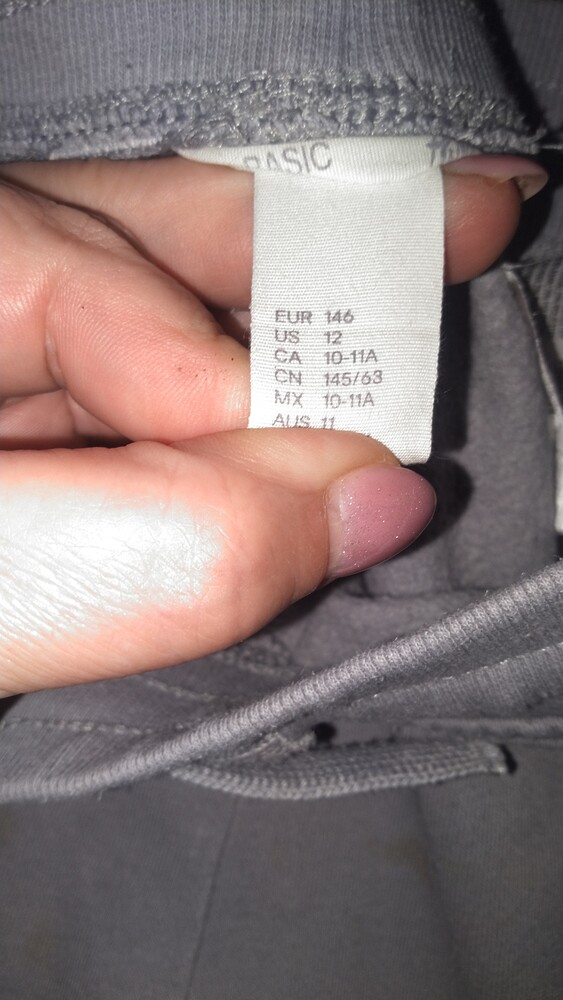 BASIC
EUR 146
US 12
CA 10-11A
CN 145/63
MX 10-11A
AUS 11